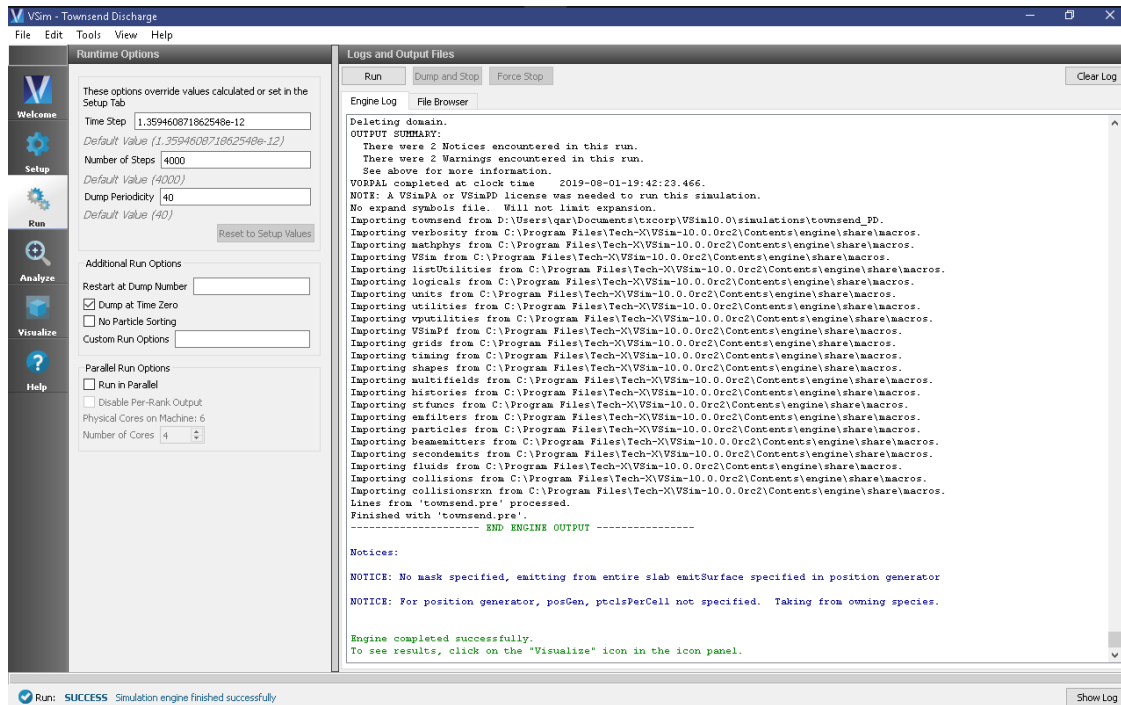 VSim - Townsend Discharge
File Edit Tools View Help
Welcome
Setup
Run
Analyze
Visualize
Help
Runtime Options
These options override values calculated or set in the
Setup Tab
Time Step 1.359460871862548e-12
Default Value (1.359460871862548e-12)
Number of Steps 4000
Default Value (4000)
Dump Periodicity 40
Default Value (40)
Reset to Setup Values
Additional Run Options
Restart at Dump Number
Dump at Time Zero
No Particle Sorting
Custom Run Options
Parallel Run Options
Run in Parallel
Disable Per-Rank Output
Physical Cores on Machine: 6
Number of Cores 4
Logs and Output Files
Run Dump and Stop Force Stop Clear Log
Engine Log File Browser
Deleting domain.
OUTPUT SUMMARY:
There were 2 Notices encountered in this run.
There were 2 Warnings encountered in this run.
See above for more information.
VORPAL completed at clock time 2019-08-01-19:42:23.466.
NOTE: A VSimPA or VSimPD license was needed to run this simulation.
No expand symbols file. Will not limit expansion.
Importing townsend from D:\Users\qar\Documents\txcorp\VSim10.0\simulations\townsend_PD.
Importing verbosity from C:\Program Files\Tech-X\VSim-10.0.0rc2\Contents\engine\share\macros.
Importing mathphys from C:\Program Files\Tech-X\VSim-10.0.0rc2\Contents\engine\share\macros.
Importing VSim from C:\Program Files\Tech-X\VSim-10.0.0rc2\Contents\engine\share\macros.
Importing listUtilities from C:\Program Files\Tech-X\VSim-10.0.0rc2\Contents\engine\share\macros.
Importing logicals from C:\Program Files\Tech-X\VSim-10.0.0rc2\Contents\engine\share\macros.
Importing units from C:\Program Files\Tech-X\VSim-10.0.0rc2\Contents\engine\share\macros.
Importing utilities from C:\Program Files\Tech-X\VSim-10.0.0rc2\Contents\engine\share\macros.
Importing vputilities from C:\Program Files\Tech-X\VSim-10.0.0rc2\Contents\engine\share\macros.
Importing VSimPf from C:\Program Files\Tech-X\VSim-10.0.0rc2\Contents\engine\share\macros.
Importing grids from C:\Program Files\Tech-X\VSim-10.0.0rc2\Contents\engine\share\macros.
Importing timing from C:\Program Files\Tech-X\VSim-10.0.0rc2\Contents\engine\share\macros.
Importing shapes from C:\Program Files\Tech-X\VSim-10.0.0rc2\Contents\engine\share\macros.
Importing multifields from C:\Program Files\Tech-X\VSim-10.0.0rc2\Contents\engine\share\macros.
Importing histories from C:\Program Files\Tech-X\VSim-10.0.0rc2\Contents\engine\share\macros.
Importing stfuncs from C:\Program Files\Tech-X\VSim-10.0.0rc2\Contents\engine\share\macros.
Importing emfilters from C:\Program Files\Tech-X\VSim-10.0.0rc2\Contents\engine\share\macros.
Importing particles from C:\Program Files\Tech-X\VSim-10.0.0rc2\Contents\engine\share\macros.
Importing beamemitters from C:\Program Files\Tech-X\VSim-10.0.0rc2\Contents\engine\share\macros.
Importing secondemits from C:\Program Files\Tech-X\VSim-10.0.0rc2\Contents\engine\share\macros.
Importing fluids from C:\Program Files\Tech-X\VSim-10.0.0rc2\Contents\engine\share\macros.
Importing collisions from C:\Program Files\Tech-X\VSim-10.0.0rc2\Contents\engine\share\macros.
Importing collisionsrxn from C:\Program Files\Tech-X\VSim-10.0.0rc2\Contents\engine\share\macros.
Lines from 'townsend.pre' processed.
Finished with 'townsend.pre'.
--------------------- END ENGINE OUTPUT ----------------
Notices:
NOTICE: No mask specified, emitting from entire slab emitSurface specified in position generator
NOTICE: For position generator, posGen, ptclsPerCell not specified. Taking from owning species.
Engine completed successfully.
To see results, click on the "Visualize" icon in the icon panel.
Run: SUCCESS Simulation engine finished successfully
Show Log